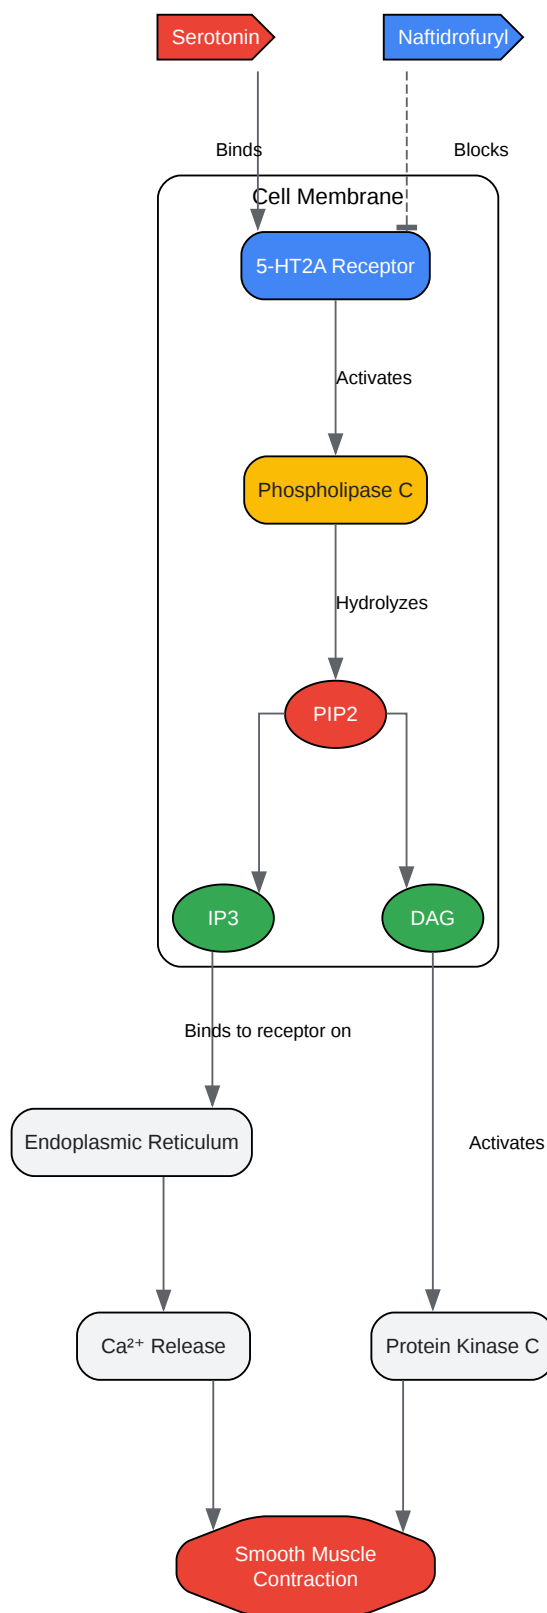 Serotonin
Naftidrofuryl
Binds
Blocks
Cell Membrane
5-HT2A Receptor
Activates
Phospholipase C
Hydrolyzes
PIP2
IP3
DAG
Binds to receptor on
Endoplasmic Reticulum
Activates
Ca²⁺ Release
Protein Kinase C
Smooth Muscle
Contraction